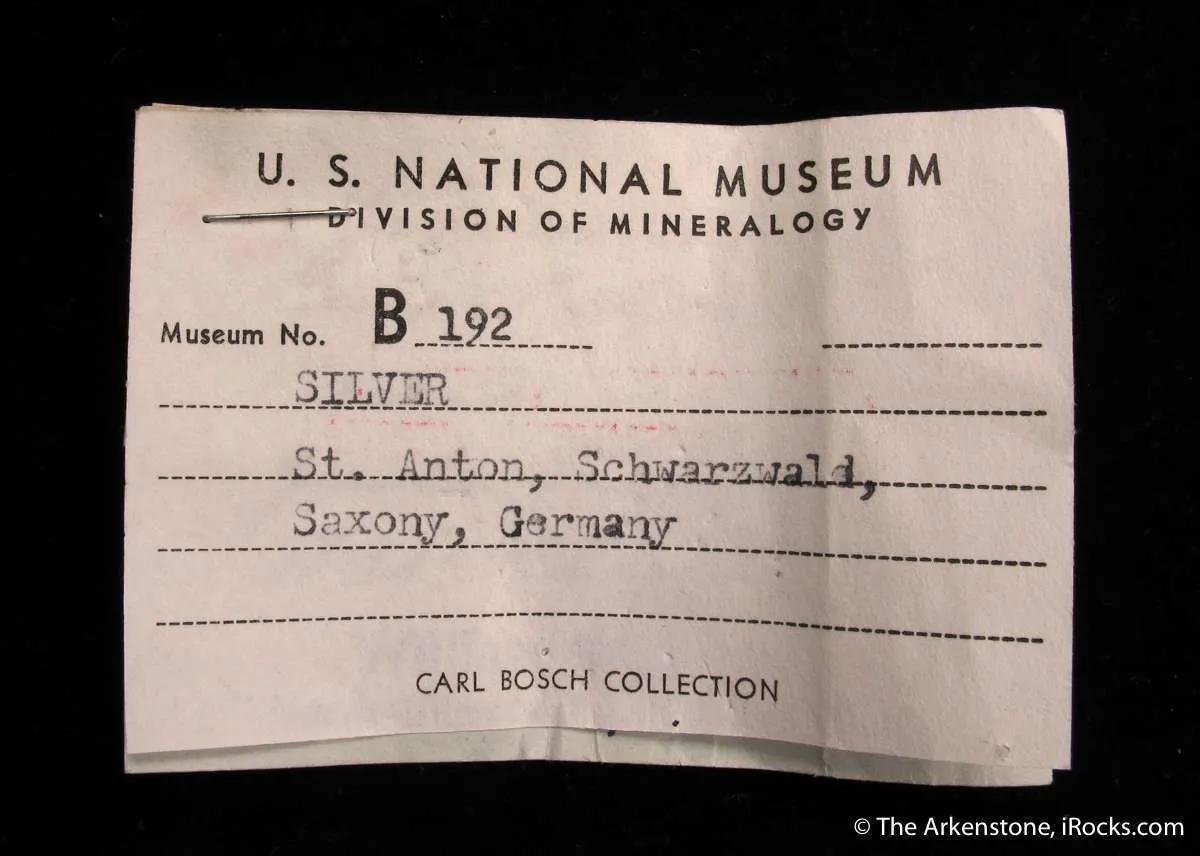 U. S. NATIONAL MUSEUM
DIVISION OF MINERALOGY
Museum No. B 192
SILVER
St. Anton, Schwarzwald,
Saxony, Germany
CARL BOSCH COLLECTION
© The Arkenstone, iRocks.com